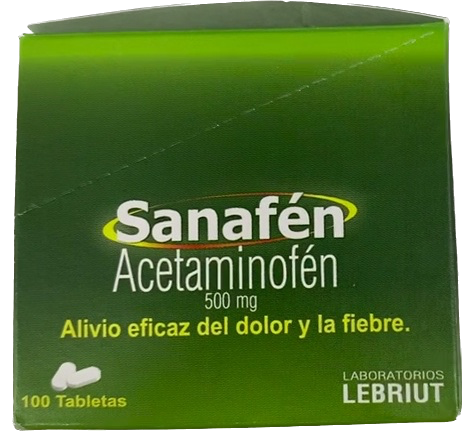 Sanafén
Acetaminofén
500 mg
Alivio eficaz del dolor y la fiebre.
100 Tabletas
LABORATORIOS
LEBRIUT